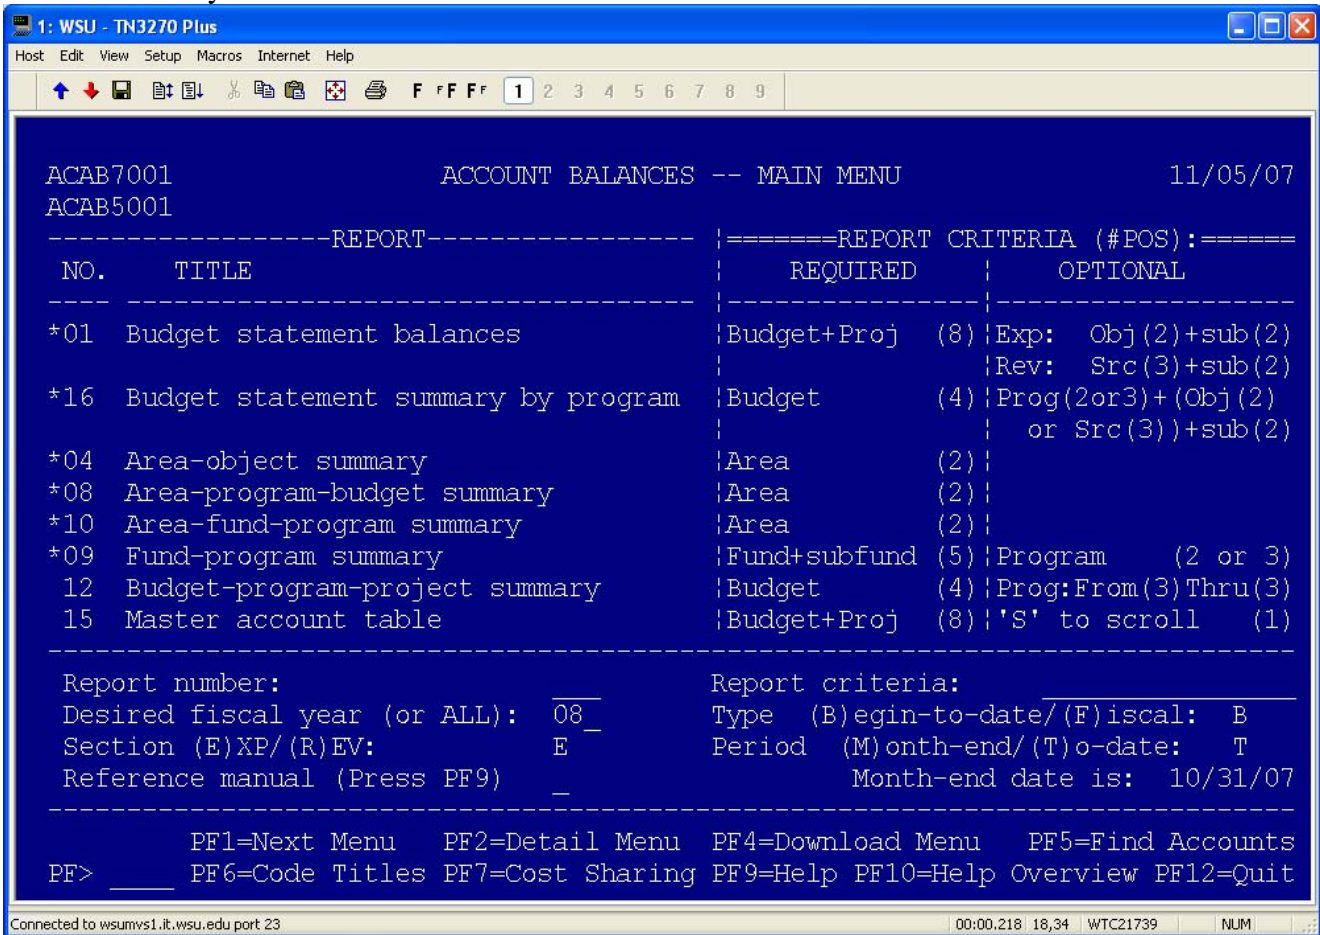 1: WSU - TN3270 Plus
Host Edit View Setup Macros Internet Help
F FF FF 1 2 3 4 5 6 7 8 9
ACAB7001 ACCOUNT BALANCES -- MAIN MENU 11/05/07
ACAB5001
------------------REPORT----------------- ¦=======REPORT CRITERIA (#POS):======
NO. TITLE ¦ REQUIRED ¦ OPTIONAL
---- ------------------------------------ ¦----------------¦-------------------
*01 Budget statement balances ¦Budget+Proj (8)¦Exp: Obj(2)+sub(2)
¦ ¦Rev: Src(3)+sub(2)
*16 Budget statement summary by program ¦Budget (4)¦Prog(2or3)+(Obj(2)
¦ ¦ or Src(3))+sub(2)
*04 Area-object summary ¦Area (2)¦
*08 Area-program-budget summary ¦Area (2)¦
*10 Area-fund-program summary ¦Area (2)¦
*09 Fund-program summary ¦Fund+subfund (5)¦Program (2 or 3)
12 Budget-program-project summary ¦Budget (4)¦Prog:From(3)Thru(3)
15 Master account table ¦Budget+Proj (8)¦'S' to scroll (1)
-------------------------------------------------------------------------------
Report number: ___ Report criteria: ________________
Desired fiscal year (or ALL): 08_ Type (B)egin-to-date/(F)iscal: B
Section (E)XP/(R)EV: E Period (M)onth-end/(T)o-date: T
Reference manual (Press PF9) _ Month-end date is: 10/31/07
-------------------------------------------------------------------------------
PF1=Next Menu PF2=Detail Menu PF4=Download Menu PF5=Find Accounts
PF> ____ PF6=Code Titles PF7=Cost Sharing PF9=Help PF10=Help Overview PF12=Quit
Connected to wsumvs1.it.wsu.edu port 23 00:00.218 18,34 WTC21739 NUM